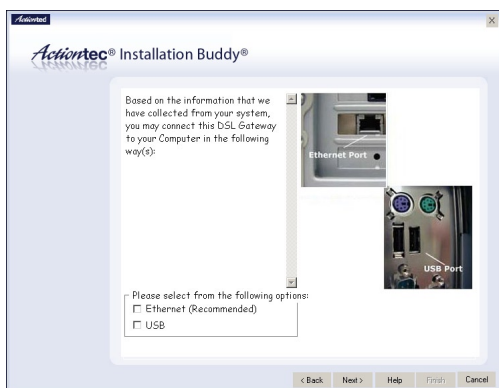 Actiontec
Actiontec® Installation Buddy®
Based on the information that we
have collected from your system,
you may connect this DSL Gateway
to your Computer in the following
way(s):
Ethernet Port
USB Port
Please select from the following options:
Ethernet (Recommended)
USB
< Back Next > Help Finish Cancel